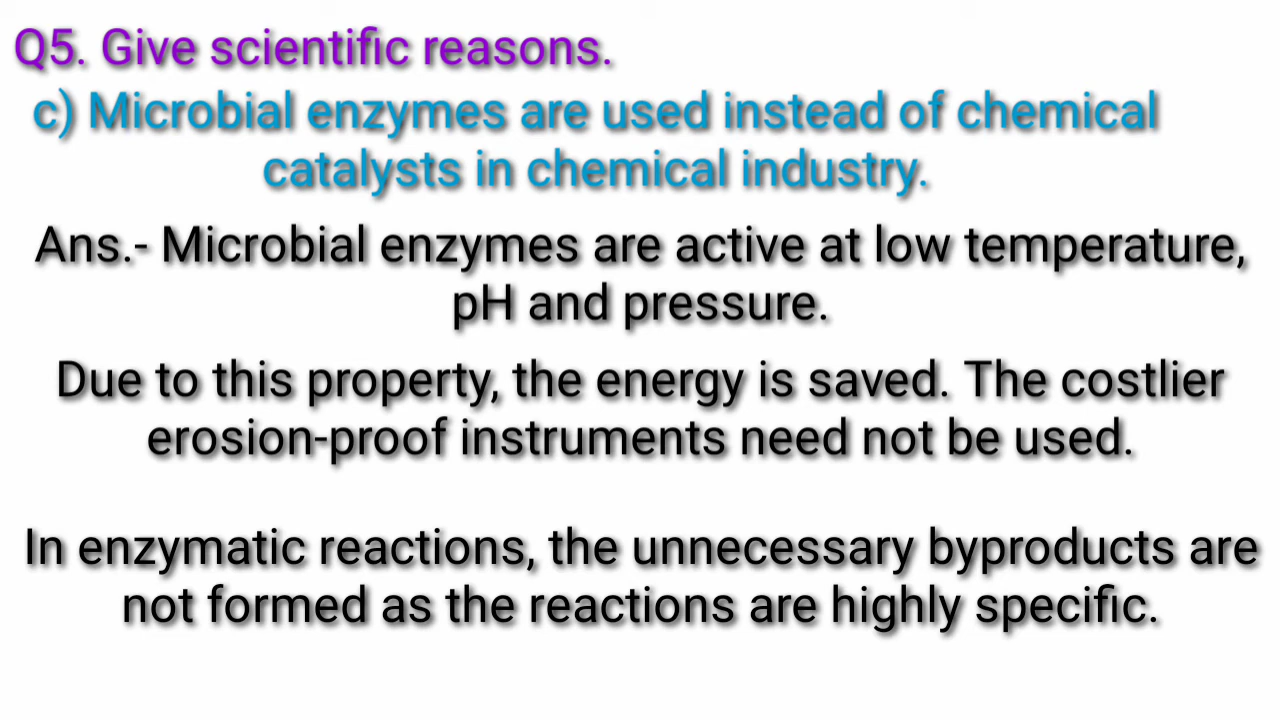 Q5. Give scientific reasons.
c) Microbial enzymes are used instead of chemical
catalysts in chemical industry.
Ans.- Microbial enzymes are active at low temperature,
pH and pressure.
Due to this property, the energy is saved. The costlier
erosion-proof instruments need not be used.
In enzymatic reactions, the unnecessary byproducts are
not formed as the reactions are highly specific.